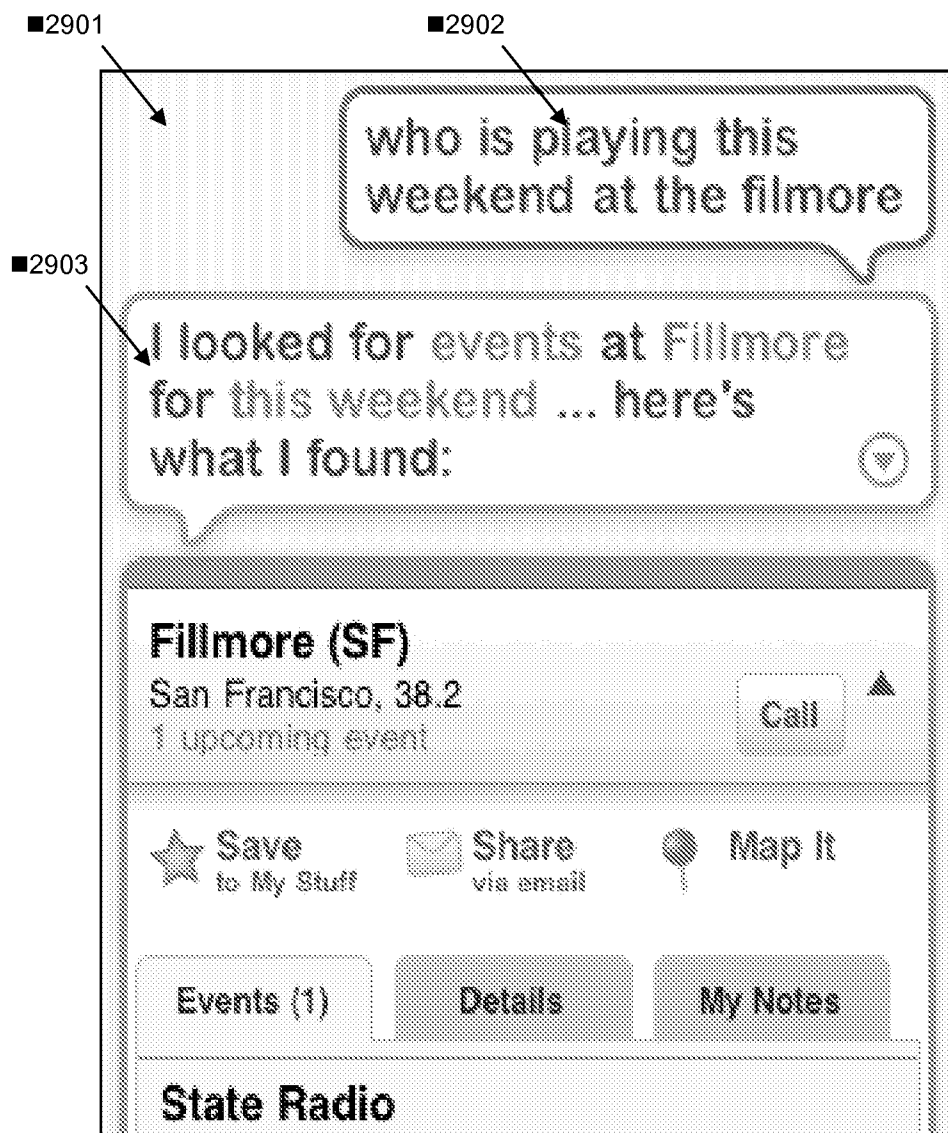 ■2901
■2902
who is playing this
weekend at the filmore
■2903
I looked for events at Fillmore
for this weekend ... here's
what I found:
Fillmore (SF)
San Francisco, 38.2
1 upcoming event
Call
Save
to My Stuff
Share
via email
Map It
Events (1)
Details
My Notes
State Radio